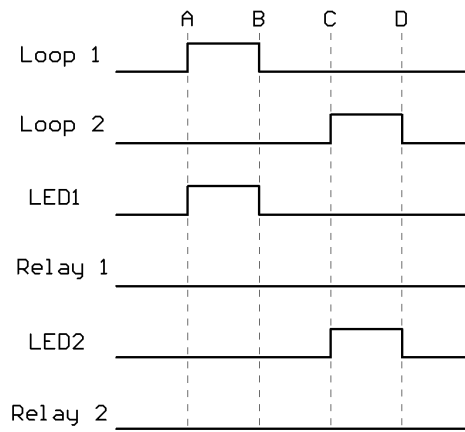 A B C D
Loop 1
Loop 2
LED1
Relay 1
LED2
Relay 2